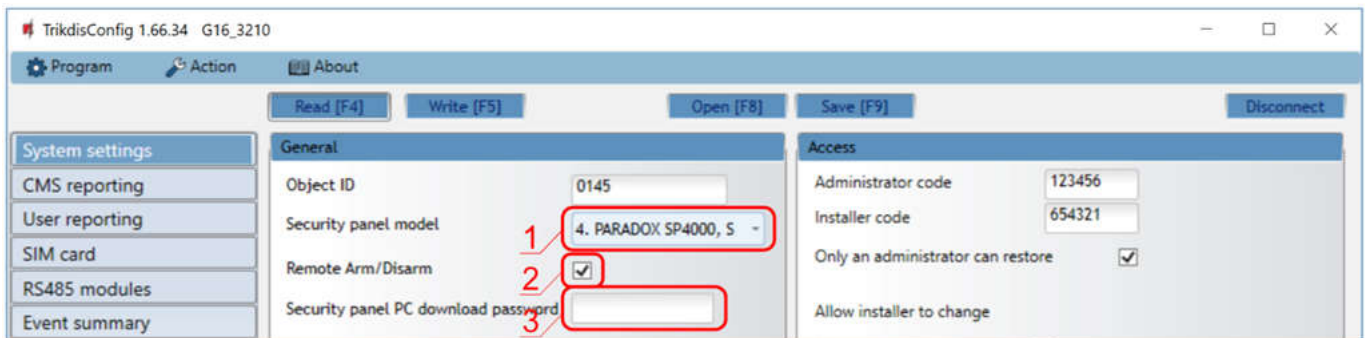 TrikdisConfig 1.66.34 G16_3210
Program Action About
Read [F4] Write [F5] Open [F8] Save [F9] Disconnect
System settings
CMS reporting
User reporting
SIM card
RS485 modules
Event summary
General
Object ID 0145
Security panel model 1 4. PARADOX SP4000, S
Remote Arm/Disarm 2
Security panel PC download password 3
Access
Administrator code 123456
Installer code 654321
Only an administrator can restore
Allow installer to change